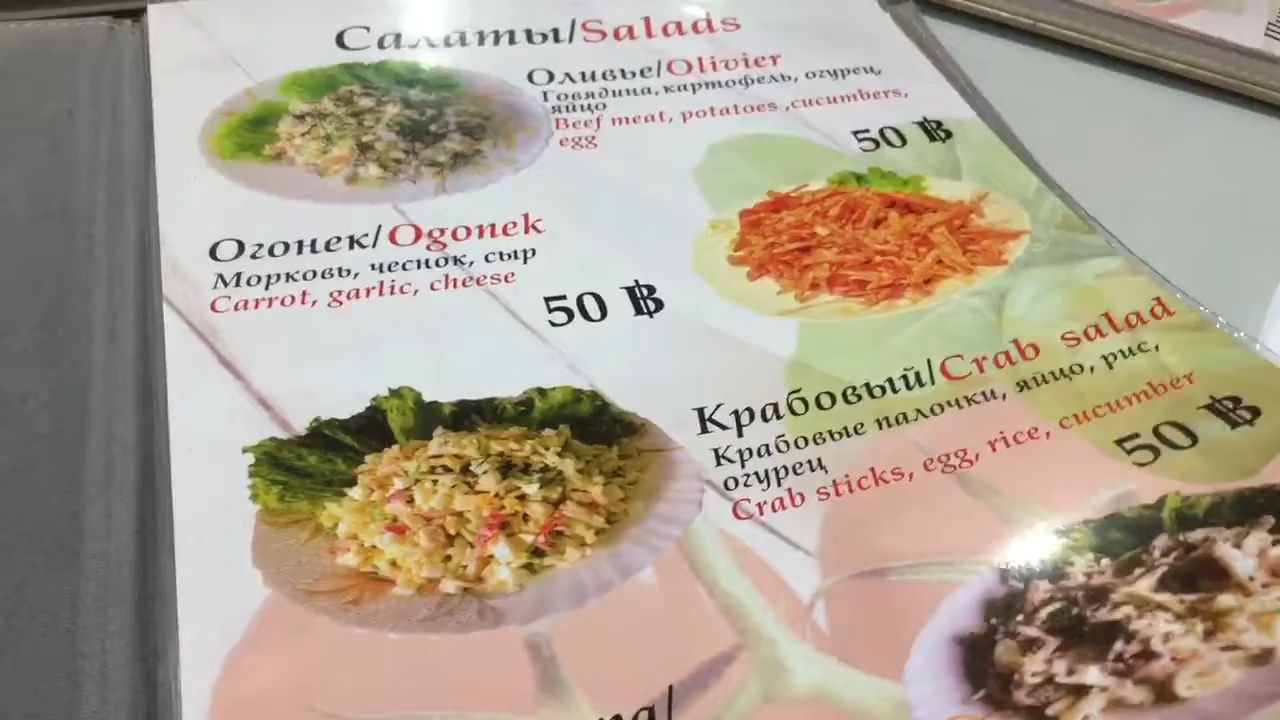 Салаты/Salads
Оливье/Olivier
Говядина, картофель, огурец,
яйцо
Beef meat, potatoes ,cucumbers,
egg
50 ฿
Огонек/Ogonek
Морковь, чеснок, сыр
Carrot, garlic, cheese
50 ฿
Крабовый/Crab salad
Крабовые палочки, яйцо, рис,
огурец
Crab sticks, egg, rice, cucumber
50 ฿